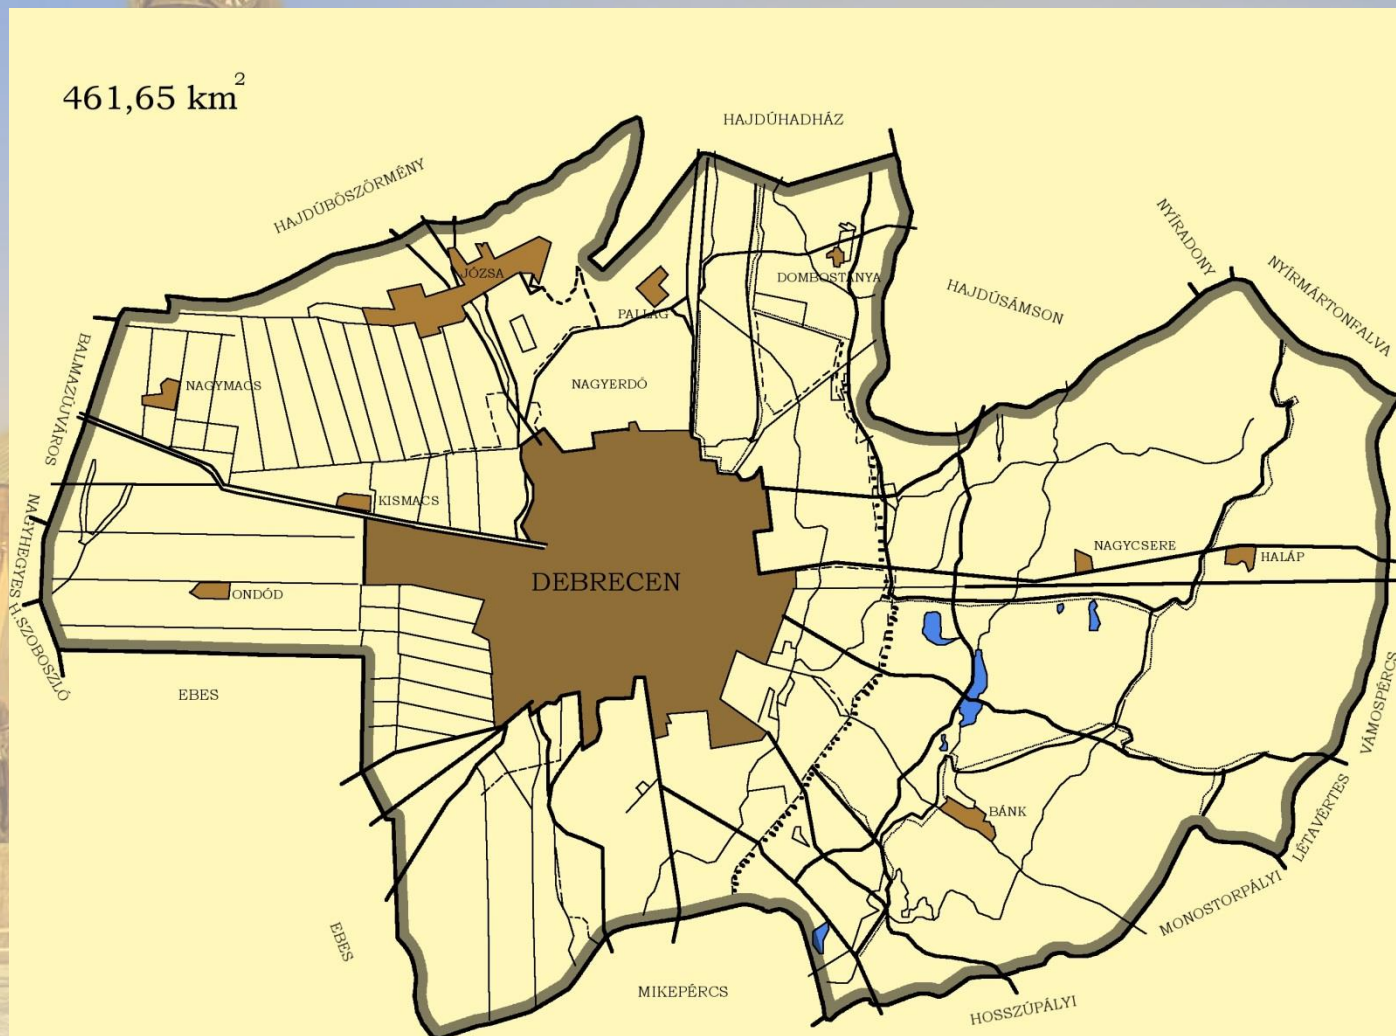 461,65 km²
HAJDÚHADHÁZ
HAJDÚBÖSZÖRMÉNY
NYÍRADONY
NYÍRMÁRTONFALVA
HAJDÚSÁMSON
JÓZSA
DOMBOSTANYA
PALLAG
BALMAZÚJVÁROS
NAGYMACS
NAGYERDŐ
KISMACS
NAGYHEGYES
NAGYCSERE
HALÁP
DEBRECEN
ONDÓD
H.SZOBOSZLÓ
EBES
VÁMOSPÉRCS
BÁNK
LÉTAVÉRTES
MONOSTORPÁLYI
EBES
MIKEPÉRCS
HOSSZÚPÁLYI